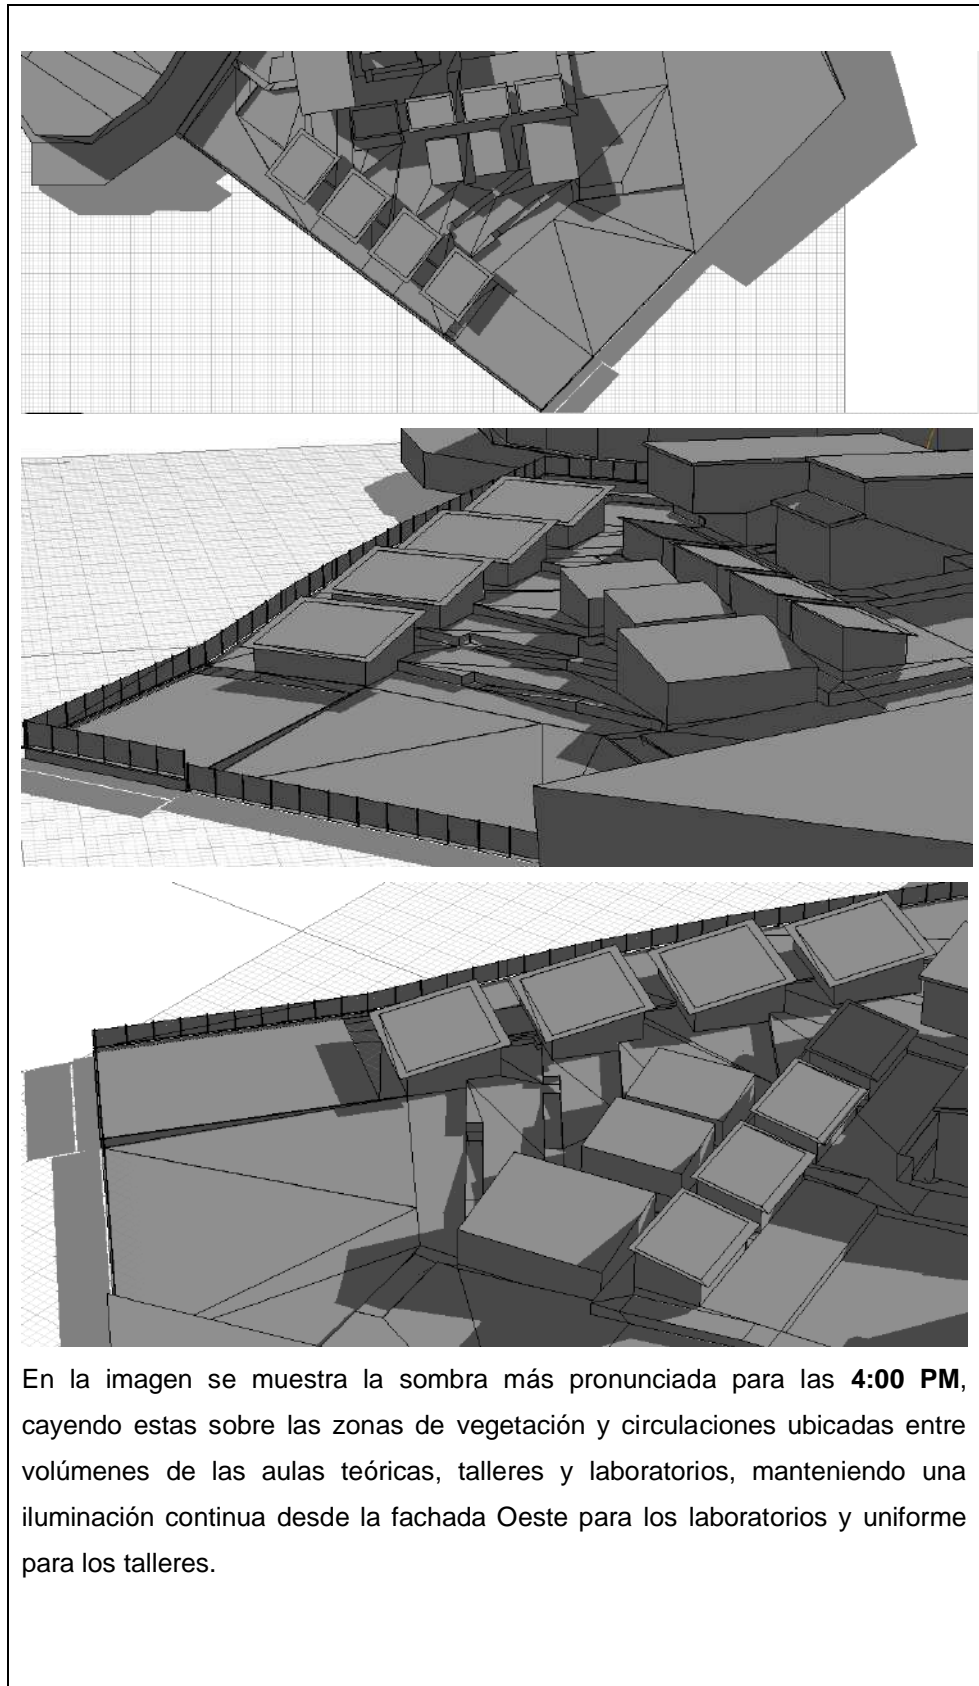 En la imagen se muestra la sombra más pronunciada para las 4:00 PM,
cayendo estas sobre las zonas de vegetación y circulaciones ubicadas entre
volúmenes de las aulas teóricas, talleres y laboratorios, manteniendo una
iluminación continua desde la fachada Oeste para los laboratorios y uniforme
para los talleres.